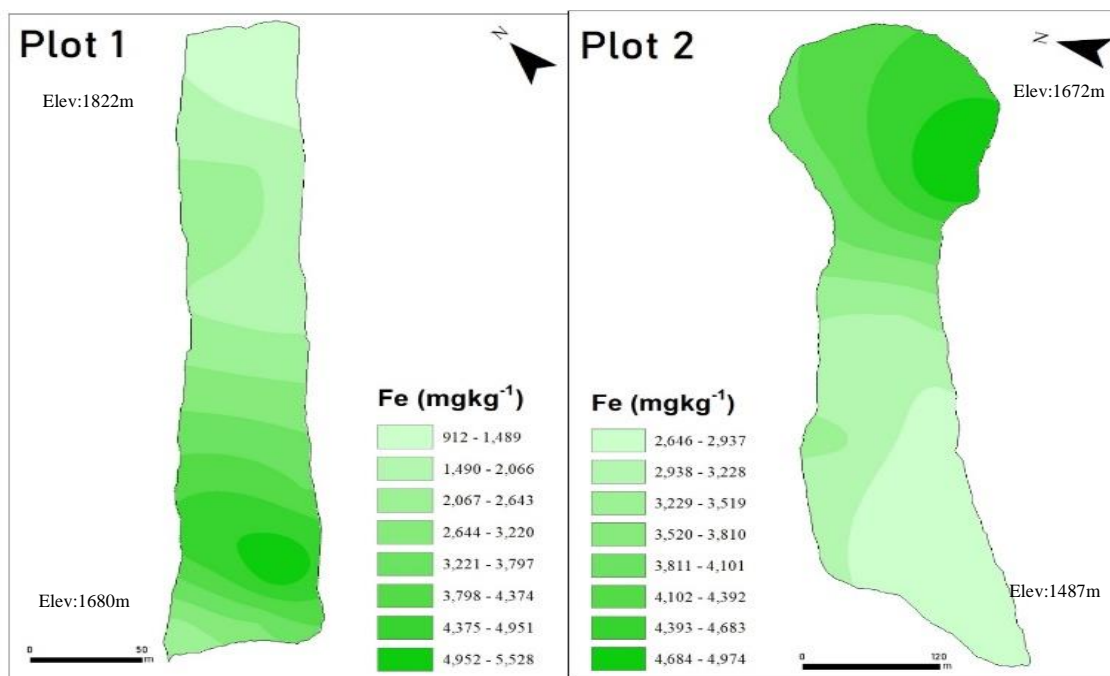 Plot 1
N
Elev:1822m
Elev:1680m
0 50
m
Fe (mgkg⁻¹)
912 - 1,489
1,490 - 2,066
2,067 - 2,643
2,644 - 3,220
3,221 - 3,797
3,798 - 4,374
4,375 - 4,951
4,952 - 5,528
Plot 2
N
Elev:1672m
Elev:1487m
Fe (mgkg⁻¹)
2,646 - 2,937
2,938 - 3,228
3,229 - 3,519
3,520 - 3,810
3,811 - 4,101
4,102 - 4,392
4,393 - 4,683
4,684 - 4,974
0 120
m